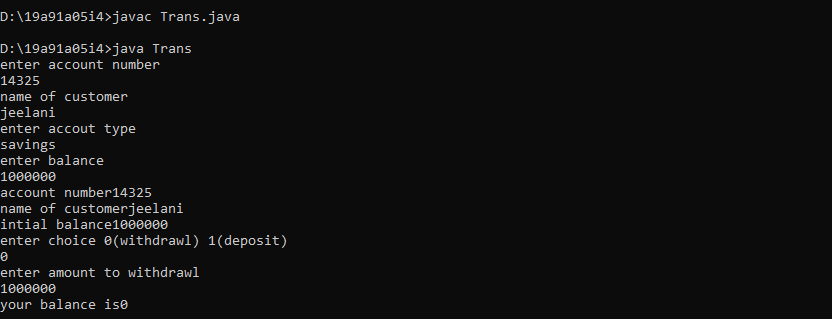 D:\19a91a05i4>javac Trans.java
D:\19a91a05i4>java Trans
enter account number
14325
name of customer
jeelani
enter accout type
savings
enter balance
1000000
account number14325
name of customerjeelani
intial balance1000000
enter choice 0(withdrawl) 1(deposit)
0
enter amount to withdrawl
1000000
your balance is0